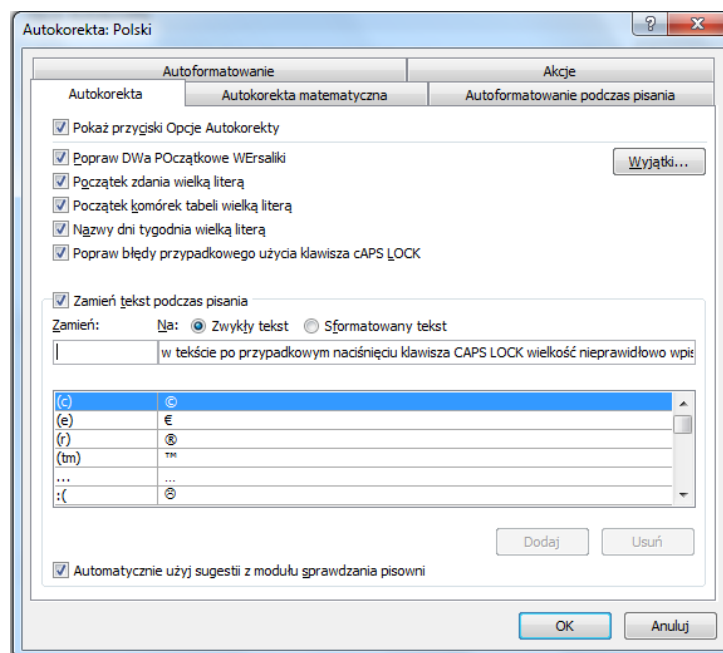 Autokorekta: Polski
Autoformatowanie Akcje
Autokorekta Autokorekta matematyczna Autoformatowanie podczas pisania
Pokaż przyciski Opcje Autokorekty
Popraw DWa POczątkowe WErsaliki
Wyjątki...
Początek zdania wielką literą
Początek komórek tabeli wielką literą
Nazwy dni tygodnia wielką literą
Popraw błędy przypadkowego użycia klawisza cAPS LOCK
Zamień tekst podczas pisania
Zamień: Na: Zwykły tekst Sformatowany tekst
w tekście po przypadkowym naciśnięciu klawisza CAPS LOCK wielkość nieprawidłowo wpis
(c) ©
(e) €
(r) ®
(tm) ™
... …
:( ☹
Dodaj Usuń
Automatycznie użyj sugestii z modułu sprawdzania pisowni
OK Anuluj